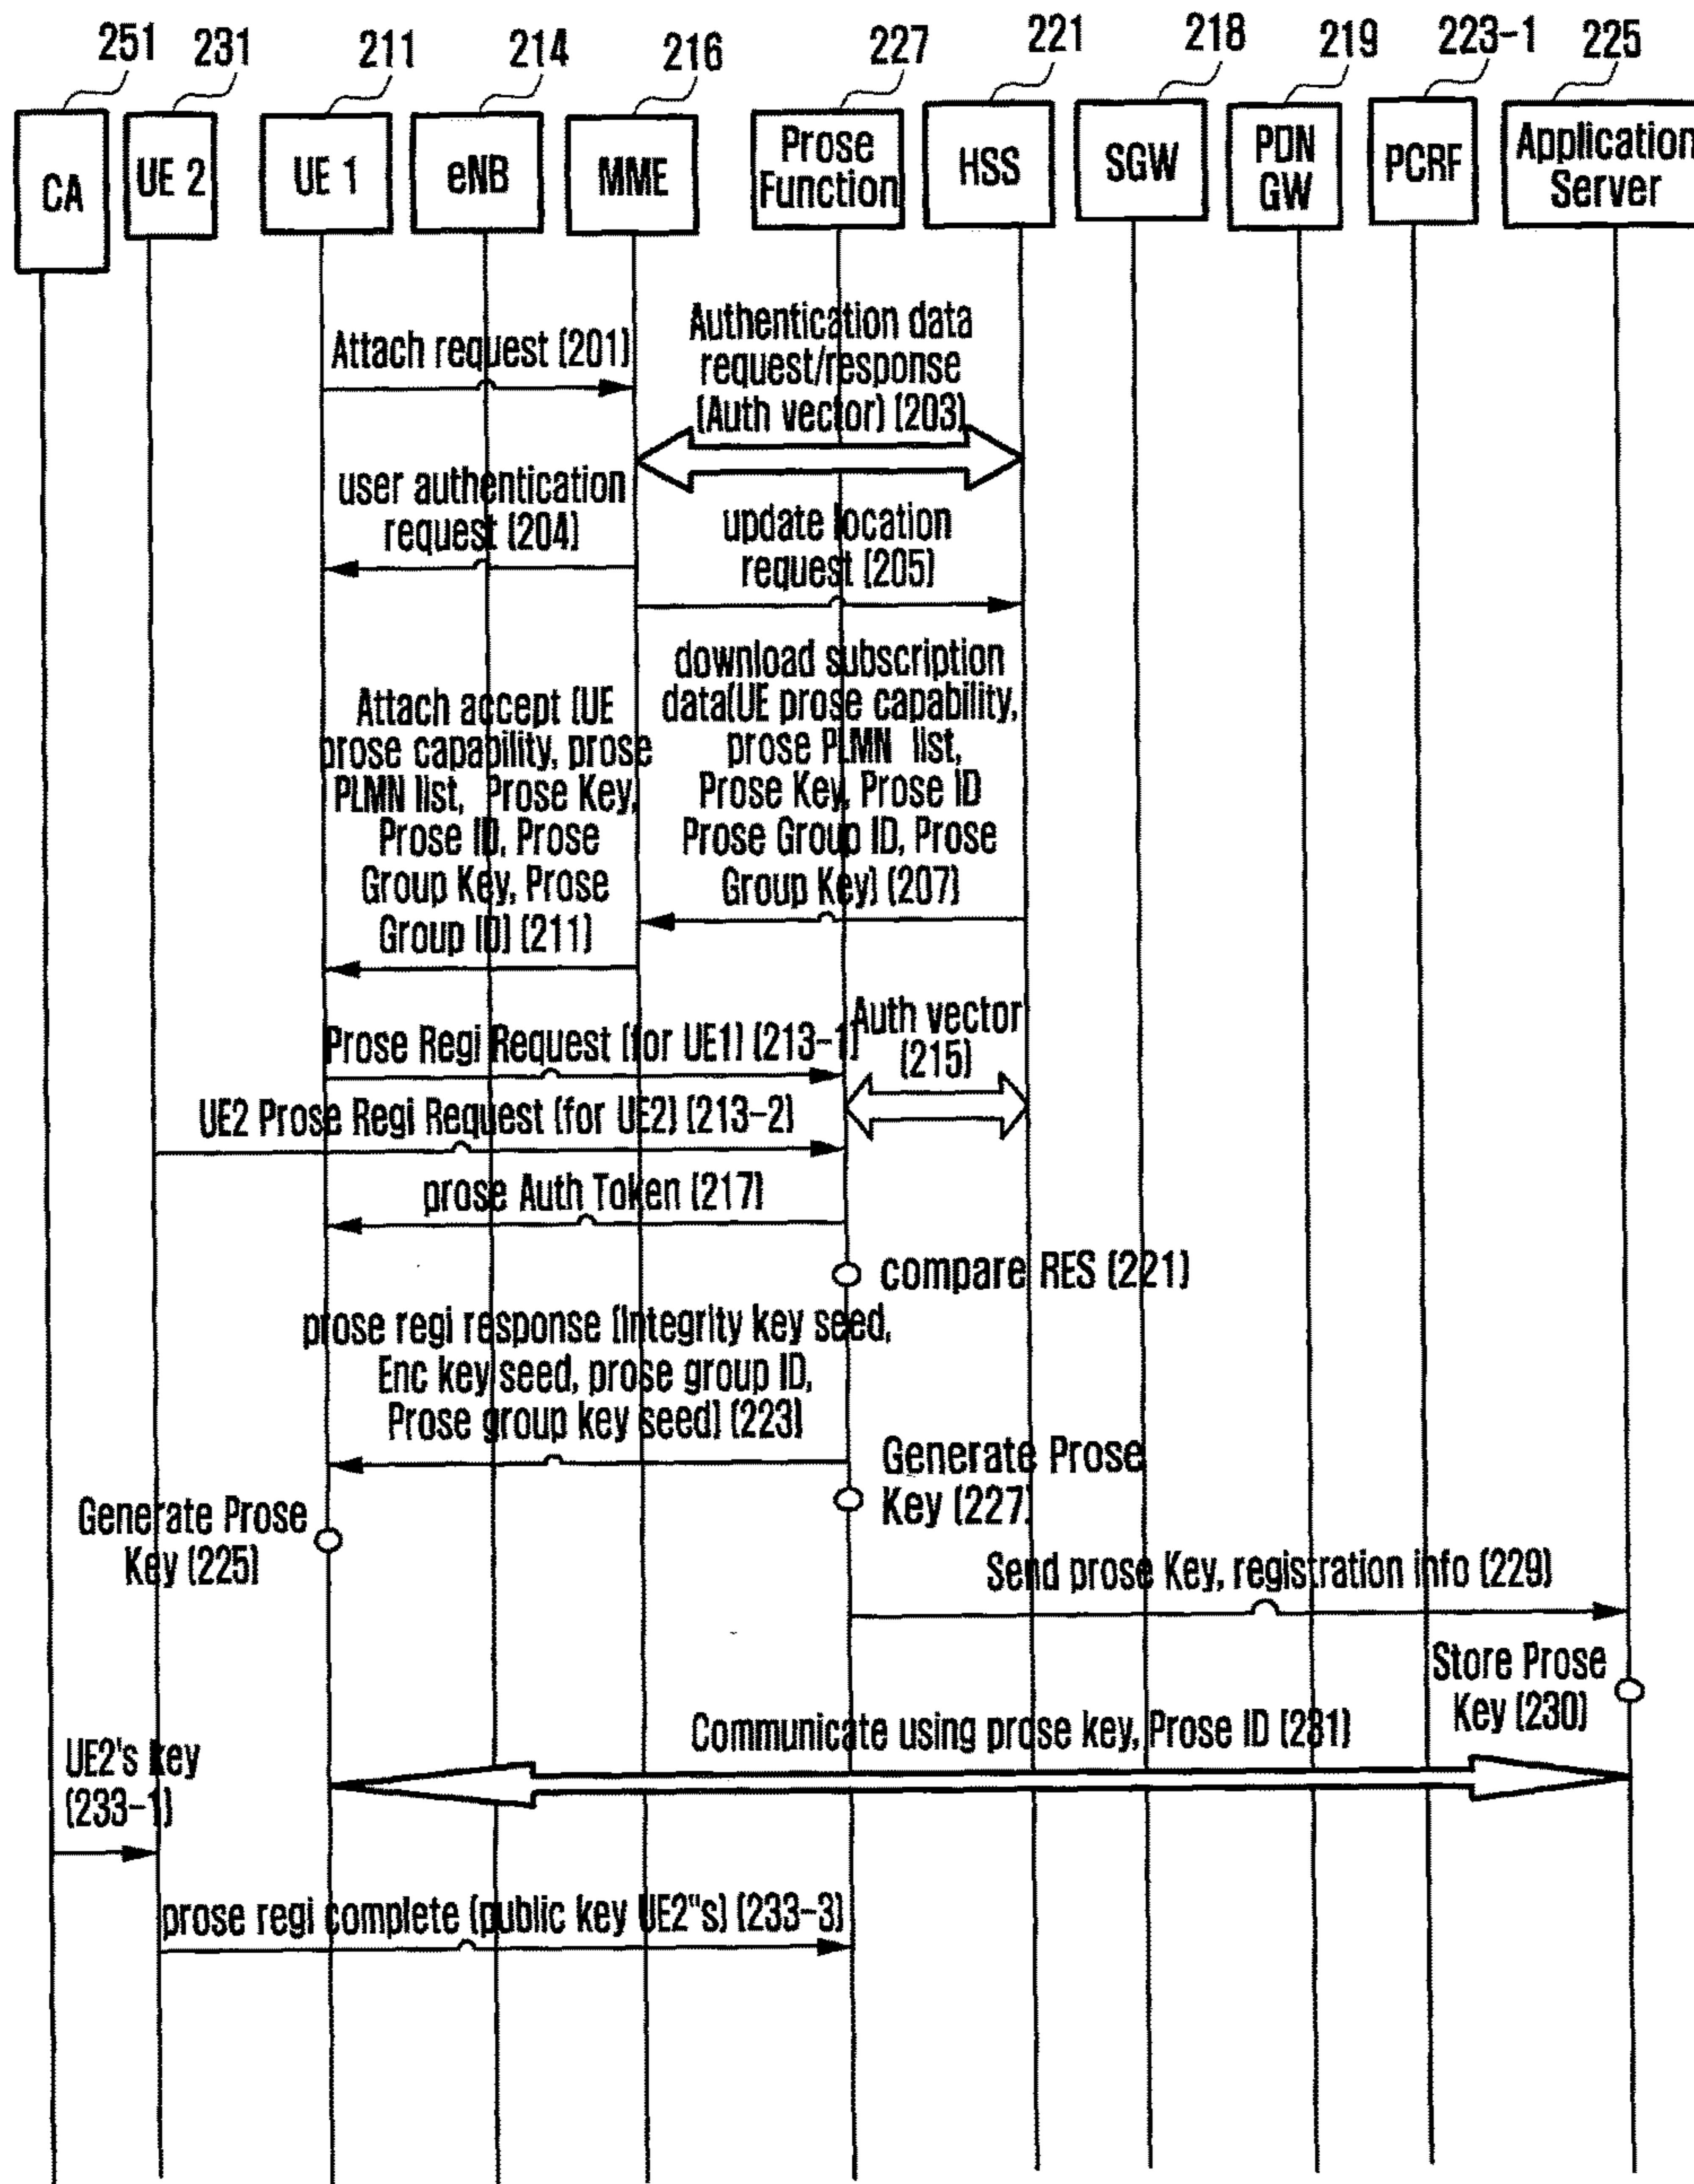 251
231
211
214
216
227
221
218
219
223-1
225
CA
UE 2
UE 1
eNB
MME
Prose
Function
HSS
SGW
PDN
GW
PCRF
Application
Server
Attach request (201)
Authentication data
request/response
(Auth vector) (203)
user authentication
request (204)
update location
request (205)
download subscription
data(UE prose capability,
prose PLMN list,
Prose Key, Prose ID
Prose Group ID, Prose
Group Key) (207)
Attach accept (UE
prose capability, prose
PLMN list, Prose Key,
Prose ID, Prose
Group Key, Prose
Group ID) (211)
Prose Regi Request (for UE1) (213-1)
Auth vector
(215)
UE2 Prose Regi Request (for UE2) (213-2)
prose Auth Token (217)
compare RES (221)
prose regi response (Integrity key seed,
Enc key seed, prose group ID,
Prose group key seed) (223)
Generate Prose
Key (227)
Generate Prose
Key (225)
Send prose Key, registration info (229)
Store Prose
Key (230)
Communicate using prose key, Prose ID (231)
UE2's key
(233-1)
prose regi complete (public key UE2"s) (233-3)